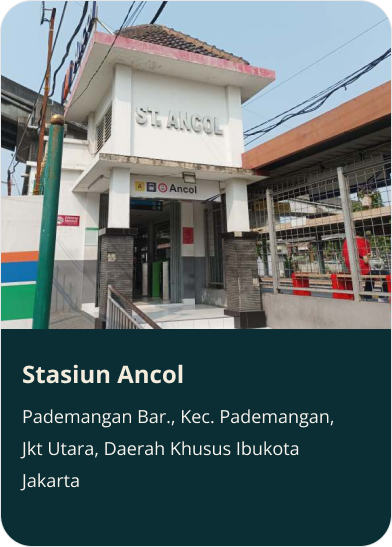 ST. ANCOL
A Ancol
Stasiun Ancol
Pademangan Bar., Kec. Pademangan,
Jkt Utara, Daerah Khusus Ibukota
Jakarta